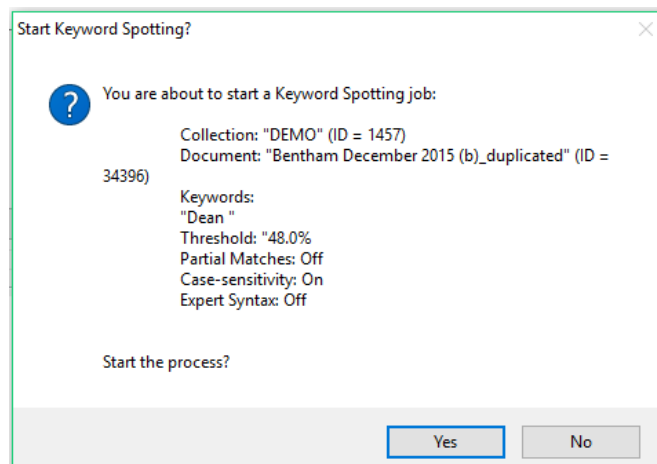 Start Keyword Spotting?
You are about to start a Keyword Spotting job:
Collection: "DEMO" (ID = 1457)
Document: "Bentham December 2015 (b)_duplicated" (ID =
34396)
Keywords:
"Dean "
Threshold: "48.0%
Partial Matches: Off
Case-sensitivity: On
Expert Syntax: Off
Start the process?
Yes No